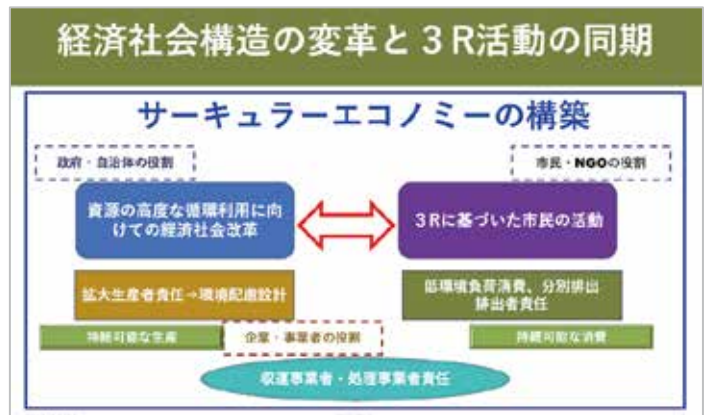 経済社会構造の変革と３R活動の同期
サーキュラーエコノミーの構築
政府・自治体の役割
市民・NGOの役割
資源の高度な循環利用に向
けての経済社会改革
３Rに基づいた市民の活動
拡大生産者責任→環境配慮設計
低環境負荷消費、分別排出
排出者責任
持続可能な生産
企業・事業者の役割
持続可能な消費
収運事業者・処理事業者責任